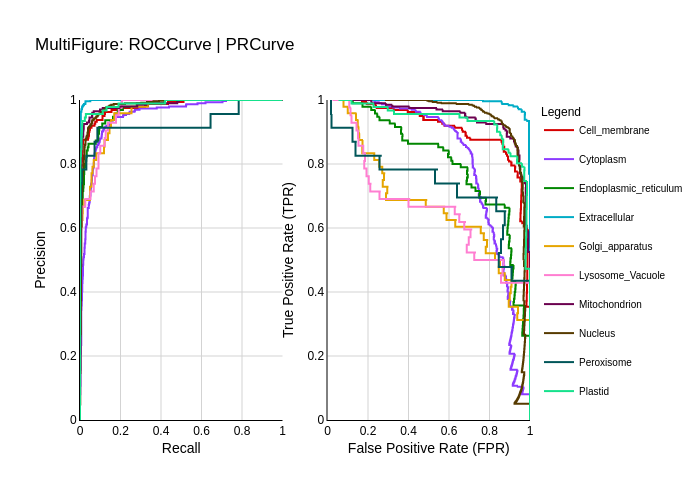 MultiFigure: ROCCurve | PRCurve
Precision
1
0.8
0.6
0.4
0.2
0
0 0.2 0.4 0.6 0.8 1
Recall
True Positive Rate (TPR)
1
0.8
0.6
0.4
0.2
0
0 0.2 0.4 0.6 0.8 1
False Positive Rate (FPR)
Legend
Cell_membrane
Cytoplasm
Endoplasmic_reticulum
Extracellular
Golgi_apparatus
Lysosome_Vacuole
Mitochondrion
Nucleus
Peroxisome
Plastid